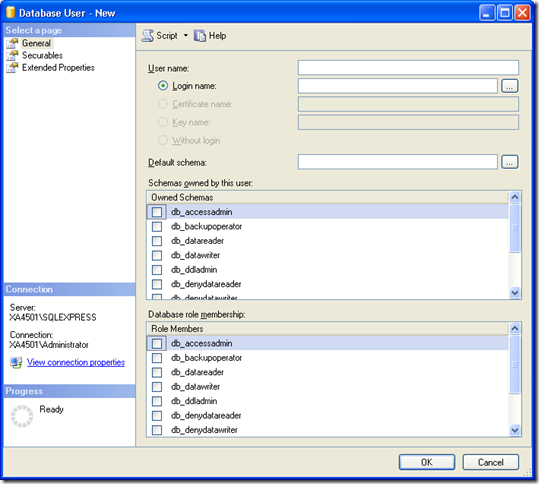 Database User - New
Select a page
General
Securables
Extended Properties
Script
Help
User name:
Login name:
...
Certificate name:
Key name:
Without login
Default schema:
...
Schemas owned by this user:
Owned Schemas
db_accessadmin
db_backupoperator
db_datareader
db_datawriter
db_ddladmin
db_denydatareader
db_denydatawriter
Database role membership:
Role Members
db_accessadmin
db_backupoperator
db_datareader
db_datawriter
db_ddladmin
db_denydatareader
db_denydatawriter
Connection
Server:
XA4501\SQLEXPRESS
Connection:
XA4501\Administrator
View connection properties
Progress
Ready
OK
Cancel